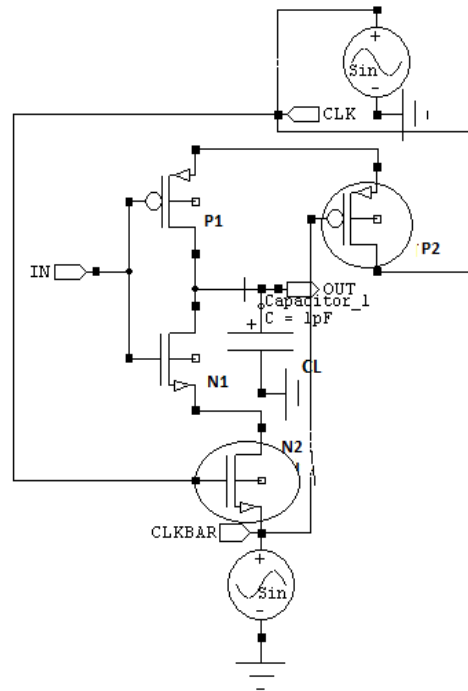 Sin
CLK
P1
P2
IN
OUT
Capacitor_1
C = 1pF
N1
CL
N2
CLKBAR
Sin